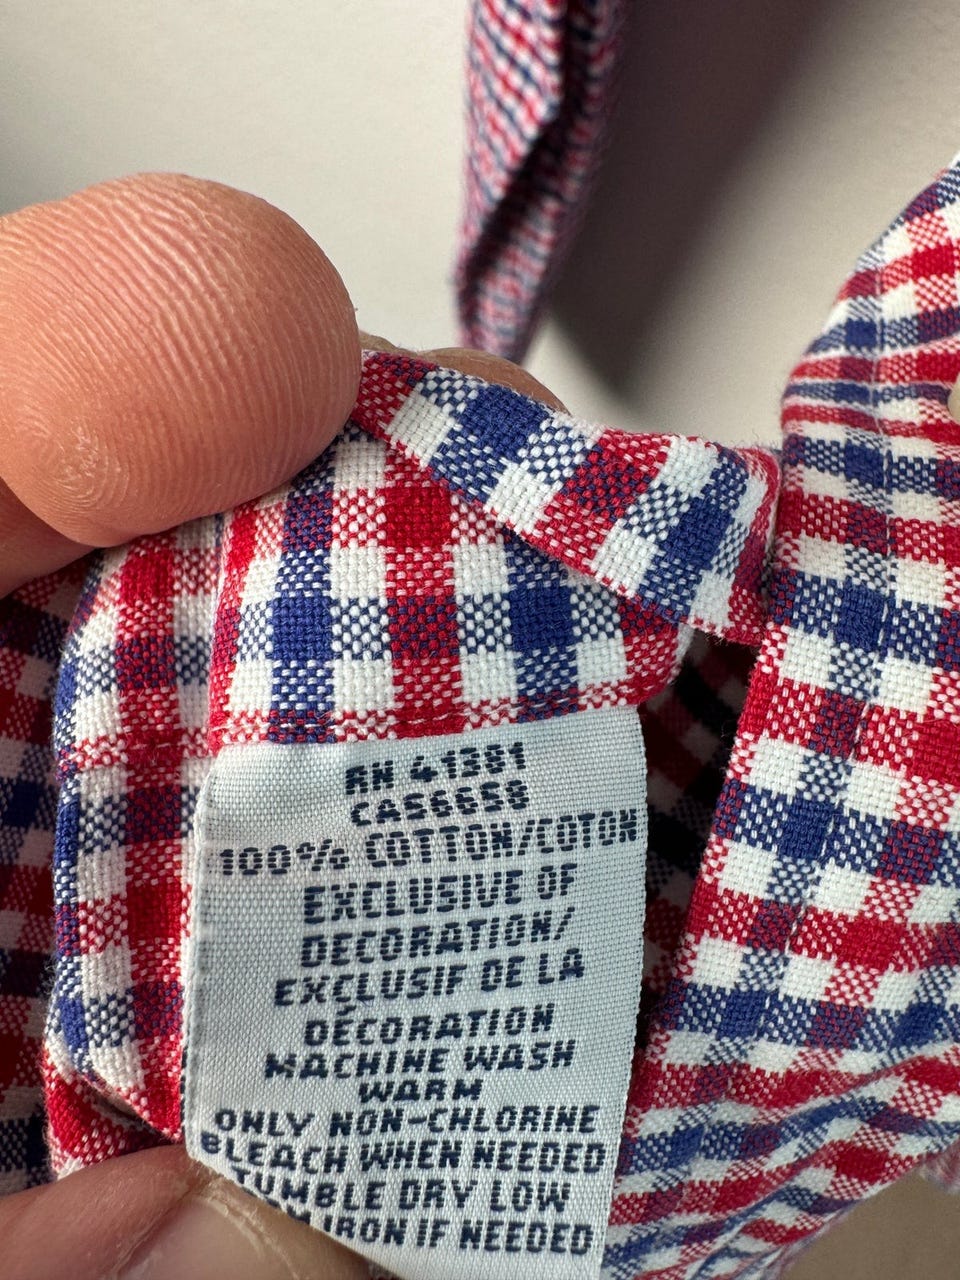 RN 41381
CA56658
100% COTTON/COTON
EXCLUSIVE OF
DECORATION/
EXCLUSIF DE LA
DÉCORATION
MACHINE WASH
WARM
ONLY NON-CHLORINE
BLEACH WHEN NEEDED
TUMBLE DRY LOW
IRON IF NEEDED